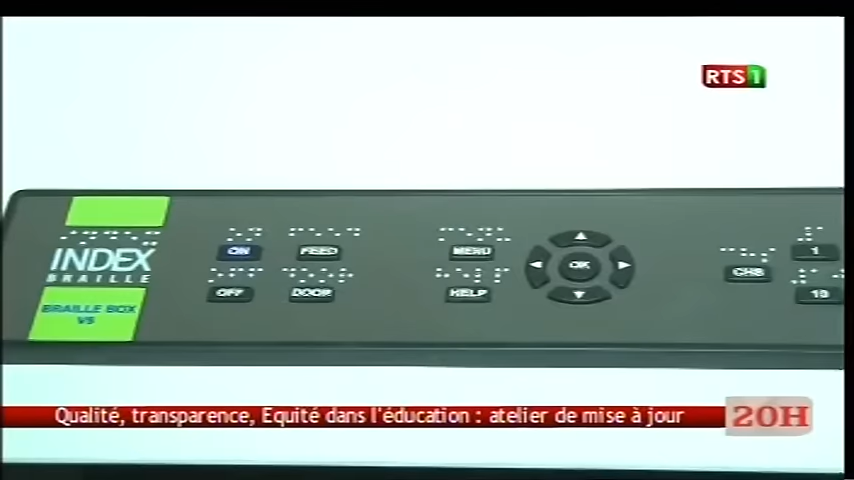 RTS1
INDEX
BRAILLE
BRAILLE BOX
V5
ON
FEED
OFF
DOOR
MENU
HELP
OK
CHB
1
10
Qualité, transparence, Equité dans l'éducation : atelier de mise à jour
20H